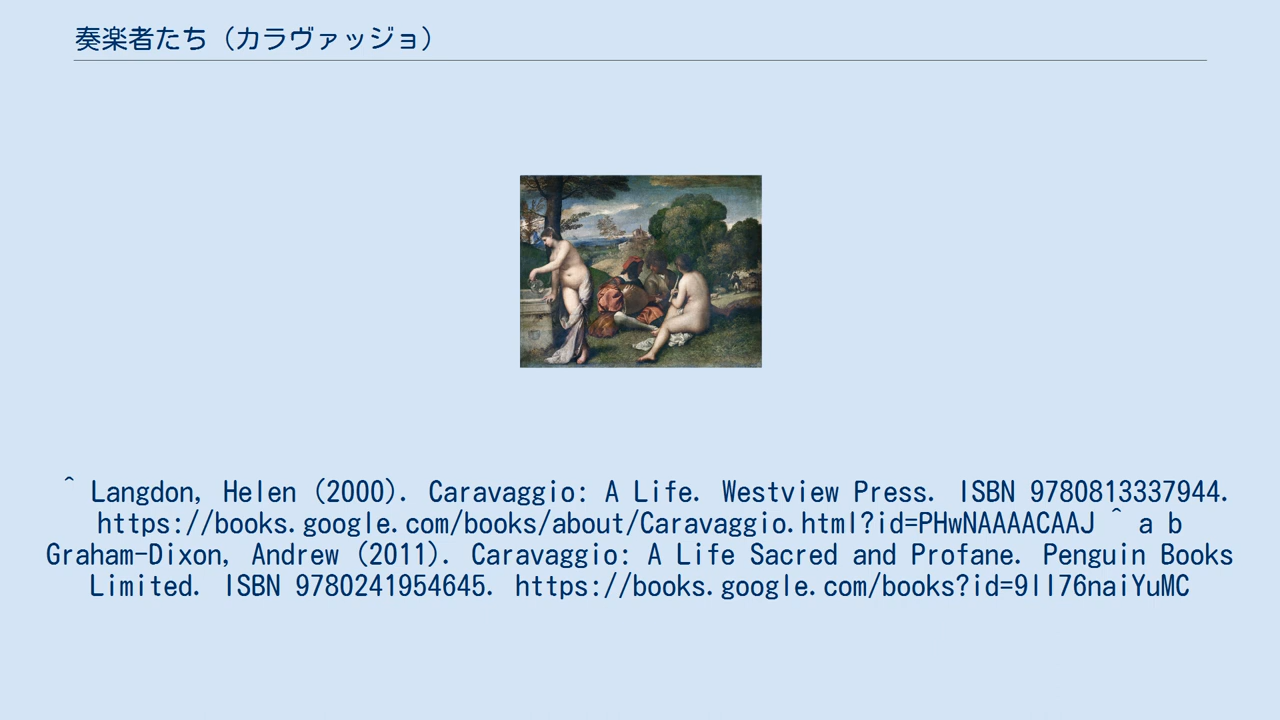 奏楽者たち（カラヴァッジョ）
^ Langdon, Helen (2000). Caravaggio: A Life. Westview Press. ISBN 9780813337944.
https://books.google.com/books/about/Caravaggio.html?id=PHwNAAAACAAJ ^ a b
Graham-Dixon, Andrew (2011). Caravaggio: A Life Sacred and Profane. Penguin Books
Limited. ISBN 9780241954645. https://books.google.com/books?id=9lI76naiYuMC